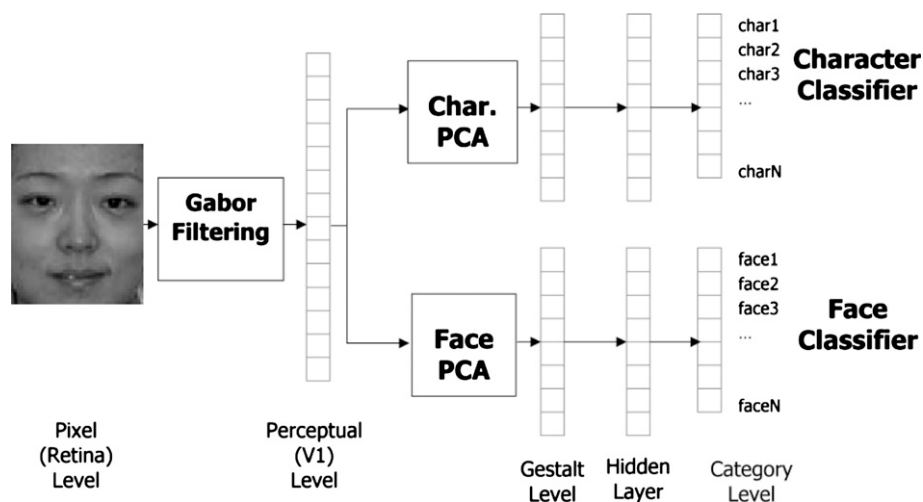 char1
char2
char3
...
charN
Character
Classifier
Char.
PCA
Gabor
Filtering
face1
face2
face3
...
faceN
Face
Classifier
Face
PCA
Pixel
(Retina)
Level
Perceptual
(V1)
Level
Gestalt
Level
Hidden
Layer
Category
Level